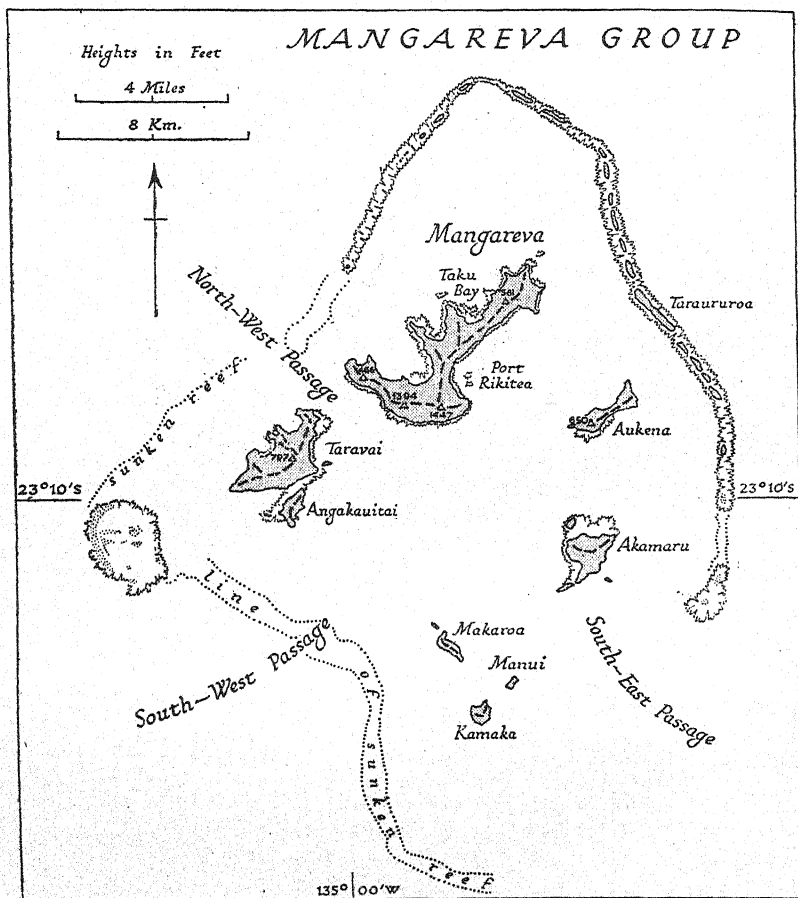 MANGAREVA GROUP
Heights in Feet
4 Miles
8 Km.
Mangareva
Taku
Bay
North-West Passage
Taraururoa
Port
Rikitea
1304
1447
650
Aukena
sunken reef
Taravai
23°10's
23°10's
Angakauitai
Akamaru
line of sunken reef
South-West Passage
Makaroa
Manui
Kamaka
South-East Passage
135° 00'W